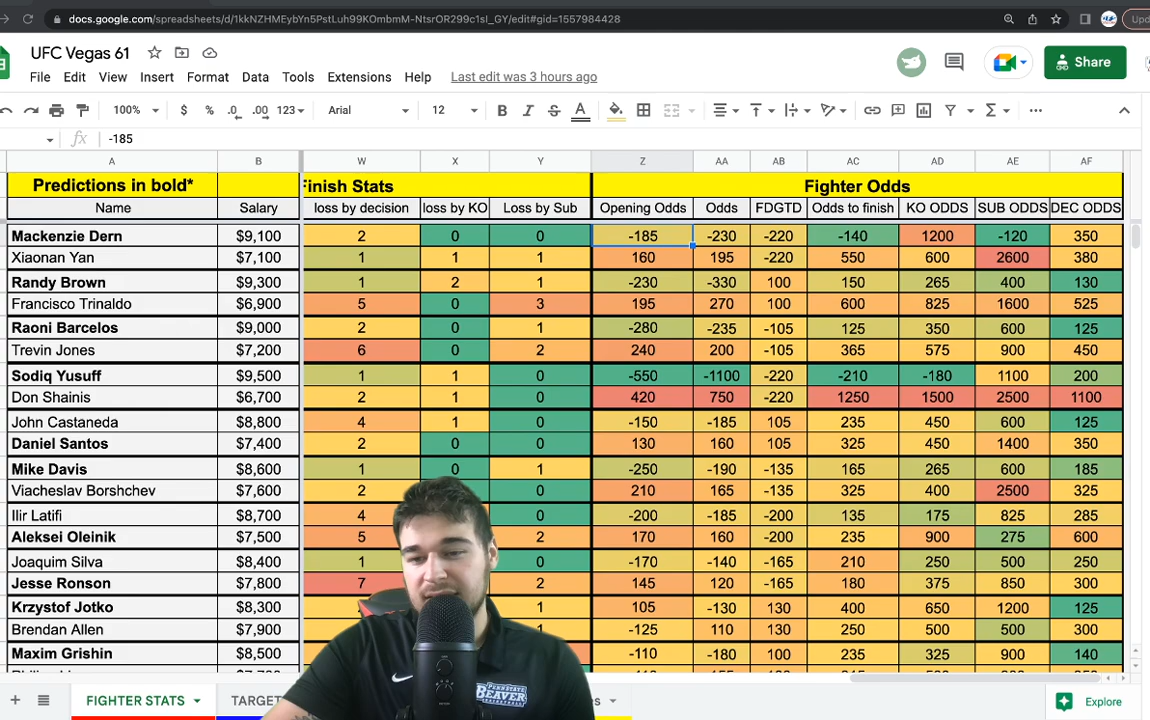 docs.google.com/spreadsheets/d/1kkNZHMEybYn5PstLuh99KOmbmM-NtsrOR299c1sI_GY/edit#gid=1557984428
UFC Vegas 61
File Edit View Insert Format Data Tools Extensions Help Last edit was 3 hours ago
Share
100% $ % .0 .00 123 Arial 12 B I S A
fx -185
A B W X Y Z AA AB AC AD AE AF
Predictions in bold* Finish Stats Fighter Odds
Name Salary loss by decision loss by KO Loss by Sub Opening Odds Odds FDGTD Odds to finish KO ODDS SUB ODDS DEC ODDS
Mackenzie Dern $9,100 2 0 0 -185 -230 -220 -140 1200 -120 350
Xiaonan Yan $7,100 1 1 1 160 195 -220 550 600 2600 380
Randy Brown $9,300 1 2 1 -230 -330 100 150 265 400 130
Francisco Trinaldo $6,900 5 0 3 195 270 100 600 825 1600 525
Raoni Barcelos $9,000 2 0 1 -280 -235 -105 125 350 600 125
Trevin Jones $7,200 6 0 2 240 200 -105 365 575 900 450
Sodiq Yusuff $9,500 1 1 0 -550 -1100 -220 -210 -180 1100 200
Don Shainis $6,700 2 1 0 420 750 -220 1250 1500 2500 1100
John Castaneda $8,800 4 1 0 -150 -185 105 235 450 600 125
Daniel Santos $7,400 2 0 0 130 160 105 325 450 1400 350
Mike Davis $8,600 1 0 1 -250 -190 -135 165 265 600 185
Viacheslav Borshchev $7,600 2 0 210 165 -135 325 400 2500 325
Ilir Latifi $8,700 4 0 -200 -185 -200 135 175 825 285
Aleksei Oleinik $7,500 5 2 170 160 -200 235 900 275 600
Joaquim Silva $8,400 1 0 -170 -140 -165 210 250 500 250
Jesse Ronson $7,800 7 2 145 120 -165 180 375 850 300
Krzystof Jotko $8,300 1 105 -130 130 400 650 1200 125
Brendan Allen $7,900 1 -125 110 130 250 500 500 300
Maxim Grishin $8,500 -110 -180 100 235 325 900 140
FIGHTER STATS TARGET
Explore
PENN STATE
BEAVER
BASKETBALL